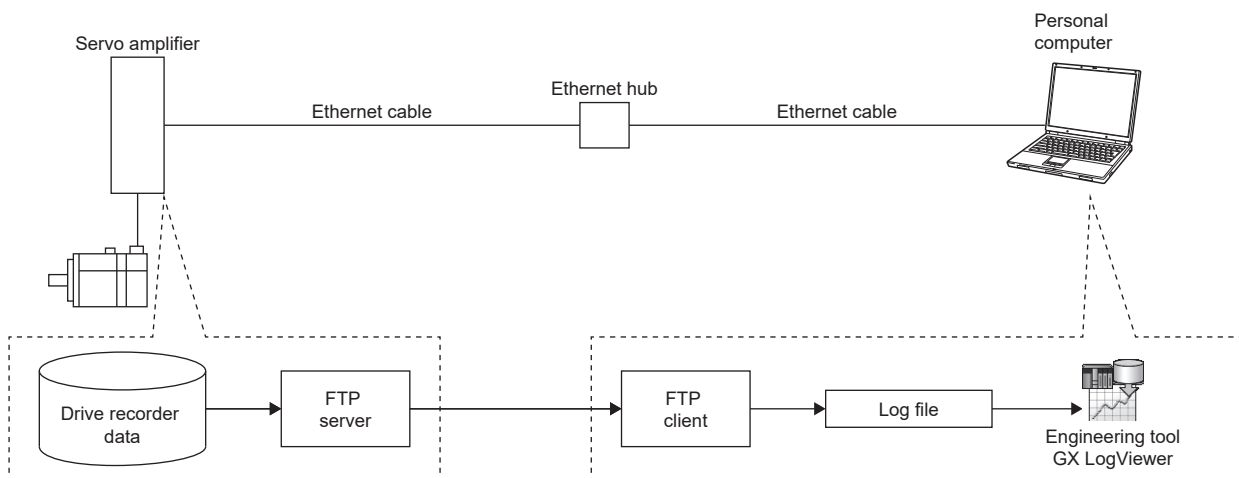 Servo amplifier
Personal
computer
Ethernet hub
Ethernet cable
Ethernet cable
Drive recorder
data
FTP
server
FTP
client
Log file
Engineering tool
GX LogViewer